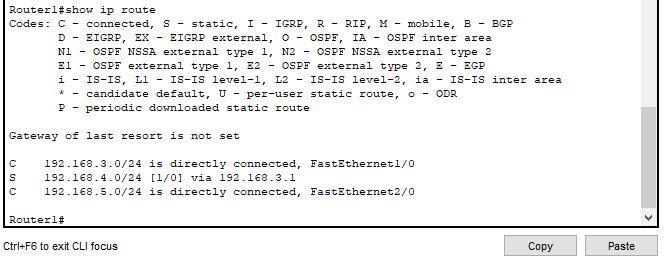 Router1#show ip route
Codes: C - connected, S - static, I - IGRP, R - RIP, M - mobile, B - BGP
D - EIGRP, EX - EIGRP external, O - OSPF, IA - OSPF inter area
N1 - OSPF NSSA external type 1, N2 - OSPF NSSA external type 2
E1 - OSPF external type 1, E2 - OSPF external type 2, E - EGP
i - IS-IS, L1 - IS-IS level-1, L2 - IS-IS level-2, ia - IS-IS inter area
* - candidate default, U - per-user static route, o - ODR
P - periodic downloaded static route
Gateway of last resort is not set
C 192.168.3.0/24 is directly connected, FastEthernet1/0
S 192.168.4.0/24 [1/0] via 192.168.3.1
C 192.168.5.0/24 is directly connected, FastEthernet2/0
Router1#
Ctrl+F6 to exit CLI focus Copy Paste